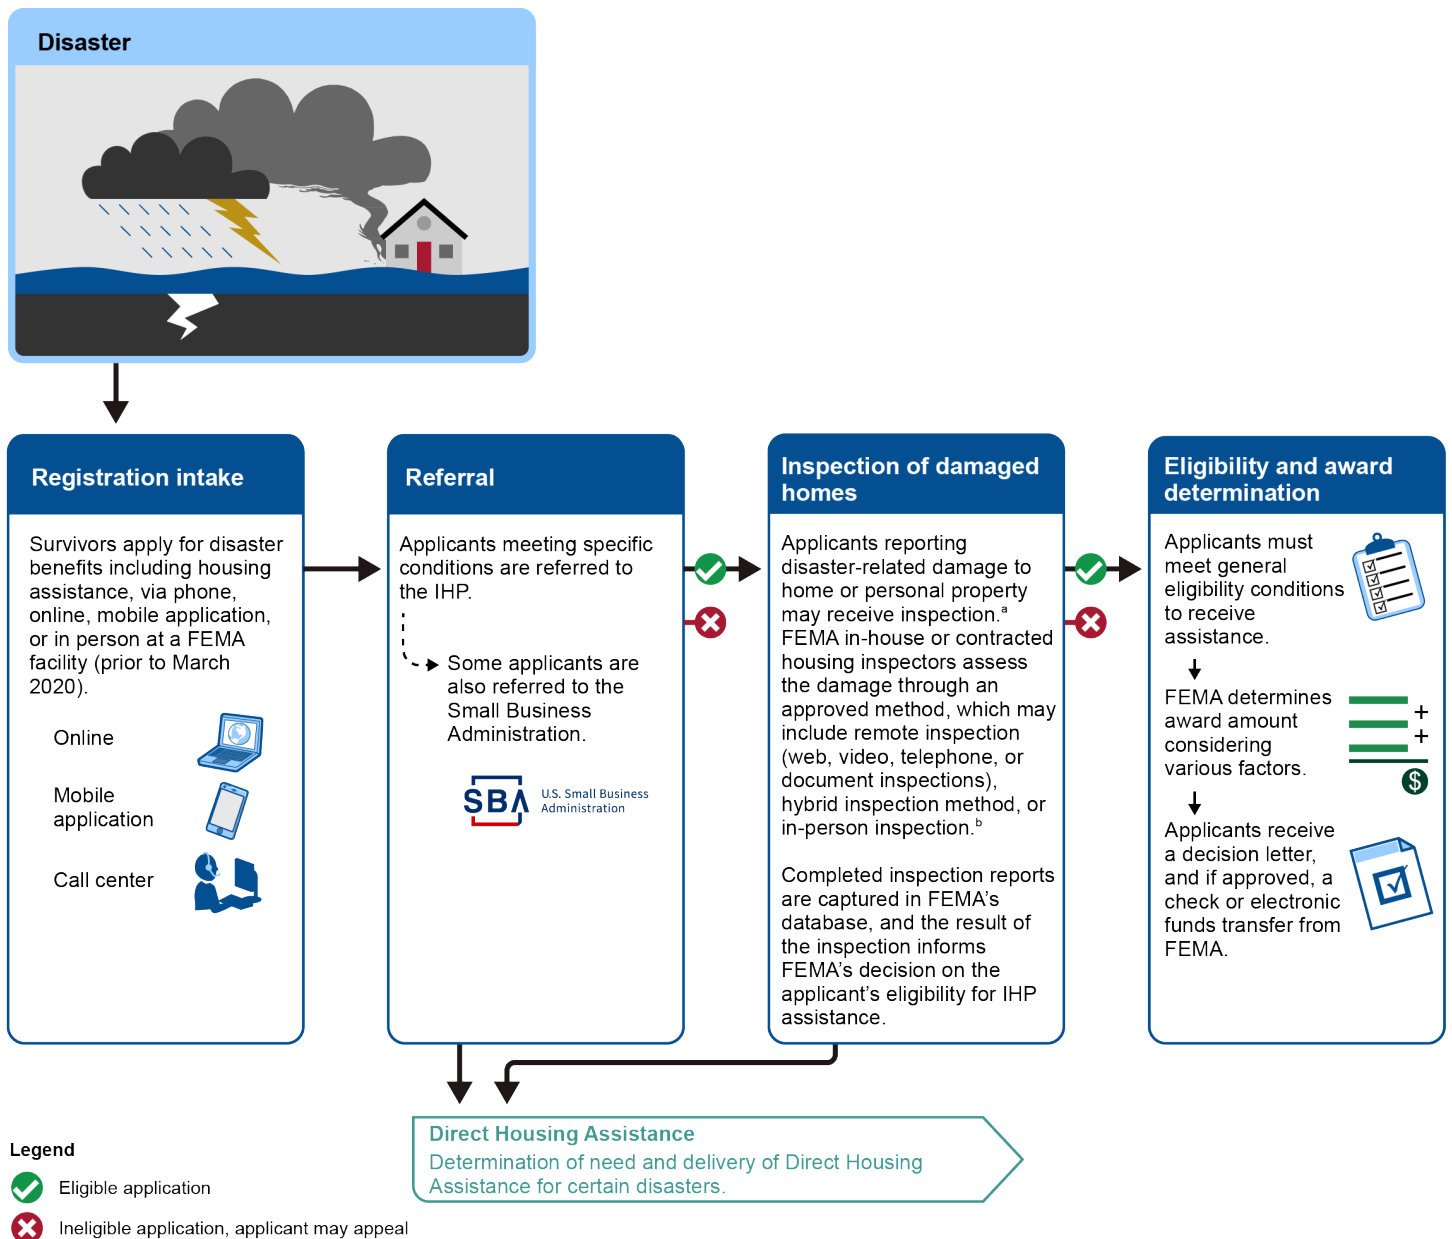 Disaster
Registration intake
Survivors apply for disaster
benefits including housing
assistance, via phone,
online, mobile application,
or in person at a FEMA
facility (prior to March
2020).
Online
Mobile
application
Call center
Referral
Applicants meeting specific
conditions are referred to
the IHP.
Some applicants are
also referred to the
Small Business
Administration.
SBA
U.S. Small Business
Administration
Inspection of damaged
homes
Applicants reporting
disaster-related damage to
home or personal property
may receive inspection.ᵃ
FEMA in-house or contracted
housing inspectors assess
the damage through an
approved method, which may
include remote inspection
(web, video, telephone, or
document inspections),
hybrid inspection method, or
in-person inspection.ᵇ
Completed inspection reports
are captured in FEMA’s
database, and the result of
the inspection informs
FEMA’s decision on the
applicant’s eligibility for IHP
assistance.
Eligibility and award
determination
Applicants must
meet general
eligibility conditions
to receive
assistance.
FEMA determines
award amount
considering
various factors.
+
+
$
Applicants receive
a decision letter,
and if approved, a
check or electronic
funds transfer from
FEMA.
Direct Housing Assistance
Determination of need and delivery of Direct Housing
Assistance for certain disasters.
Legend
Eligible application
Ineligible application, applicant may appeal